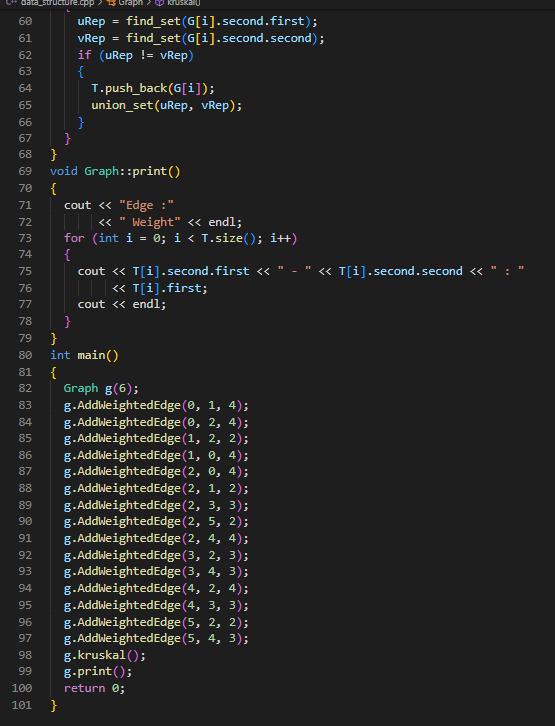 data_structure.cpp > Graph > kruskal()
60 uRep = find_set(G[i].second.first);
61 vRep = find_set(G[i].second.second);
62 if (uRep != vRep)
63 {
64 T.push_back(G[i]);
65 union_set(uRep, vRep);
66 }
67 }
68 }
69 void Graph::print()
70 {
71 cout << "Edge :"
72 << " Weight" << endl;
73 for (int i = 0; i < T.size(); i++)
74 {
75 cout << T[i].second.first << " - " << T[i].second.second << " : "
76 << T[i].first;
77 cout << endl;
78 }
79 }
80 int main()
81 {
82 Graph g(6);
83 g.AddWeightedEdge(0, 1, 4);
84 g.AddWeightedEdge(0, 2, 4);
85 g.AddWeightedEdge(1, 2, 2);
86 g.AddWeightedEdge(1, 0, 4);
87 g.AddWeightedEdge(2, 0, 4);
88 g.AddWeightedEdge(2, 1, 2);
89 g.AddWeightedEdge(2, 3, 3);
90 g.AddWeightedEdge(2, 5, 2);
91 g.AddWeightedEdge(2, 4, 4);
92 g.AddWeightedEdge(3, 2, 3);
93 g.AddWeightedEdge(3, 4, 3);
94 g.AddWeightedEdge(4, 2, 4);
95 g.AddWeightedEdge(4, 3, 3);
96 g.AddWeightedEdge(5, 2, 2);
97 g.AddWeightedEdge(5, 4, 3);
98 g.kruskal();
99 g.print();
100 return 0;
101 }